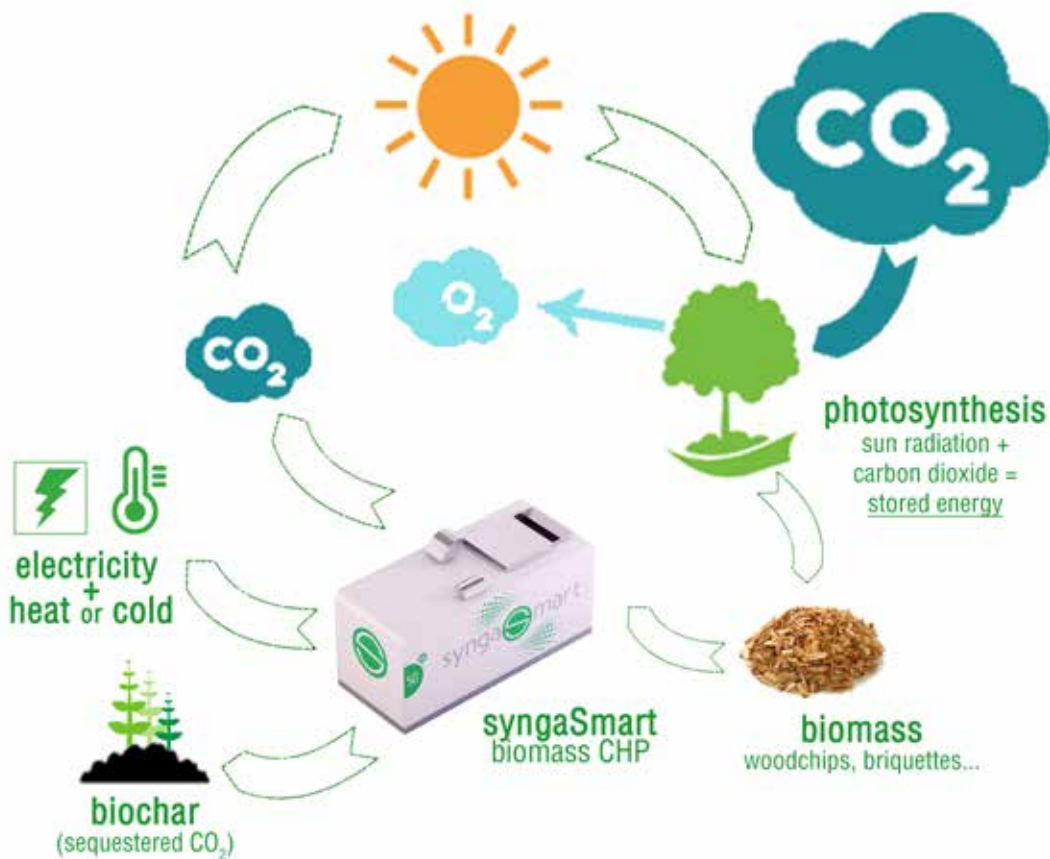 CO₂
O₂
CO₂
photosynthesis
sun radiation +
carbon dioxide =
stored energy
electricity
+
heat or cold
syngaSmart
50
syngaSmart
biomass CHP
biomass
woodchips, briquettes...
biochar
(sequestered CO₂)